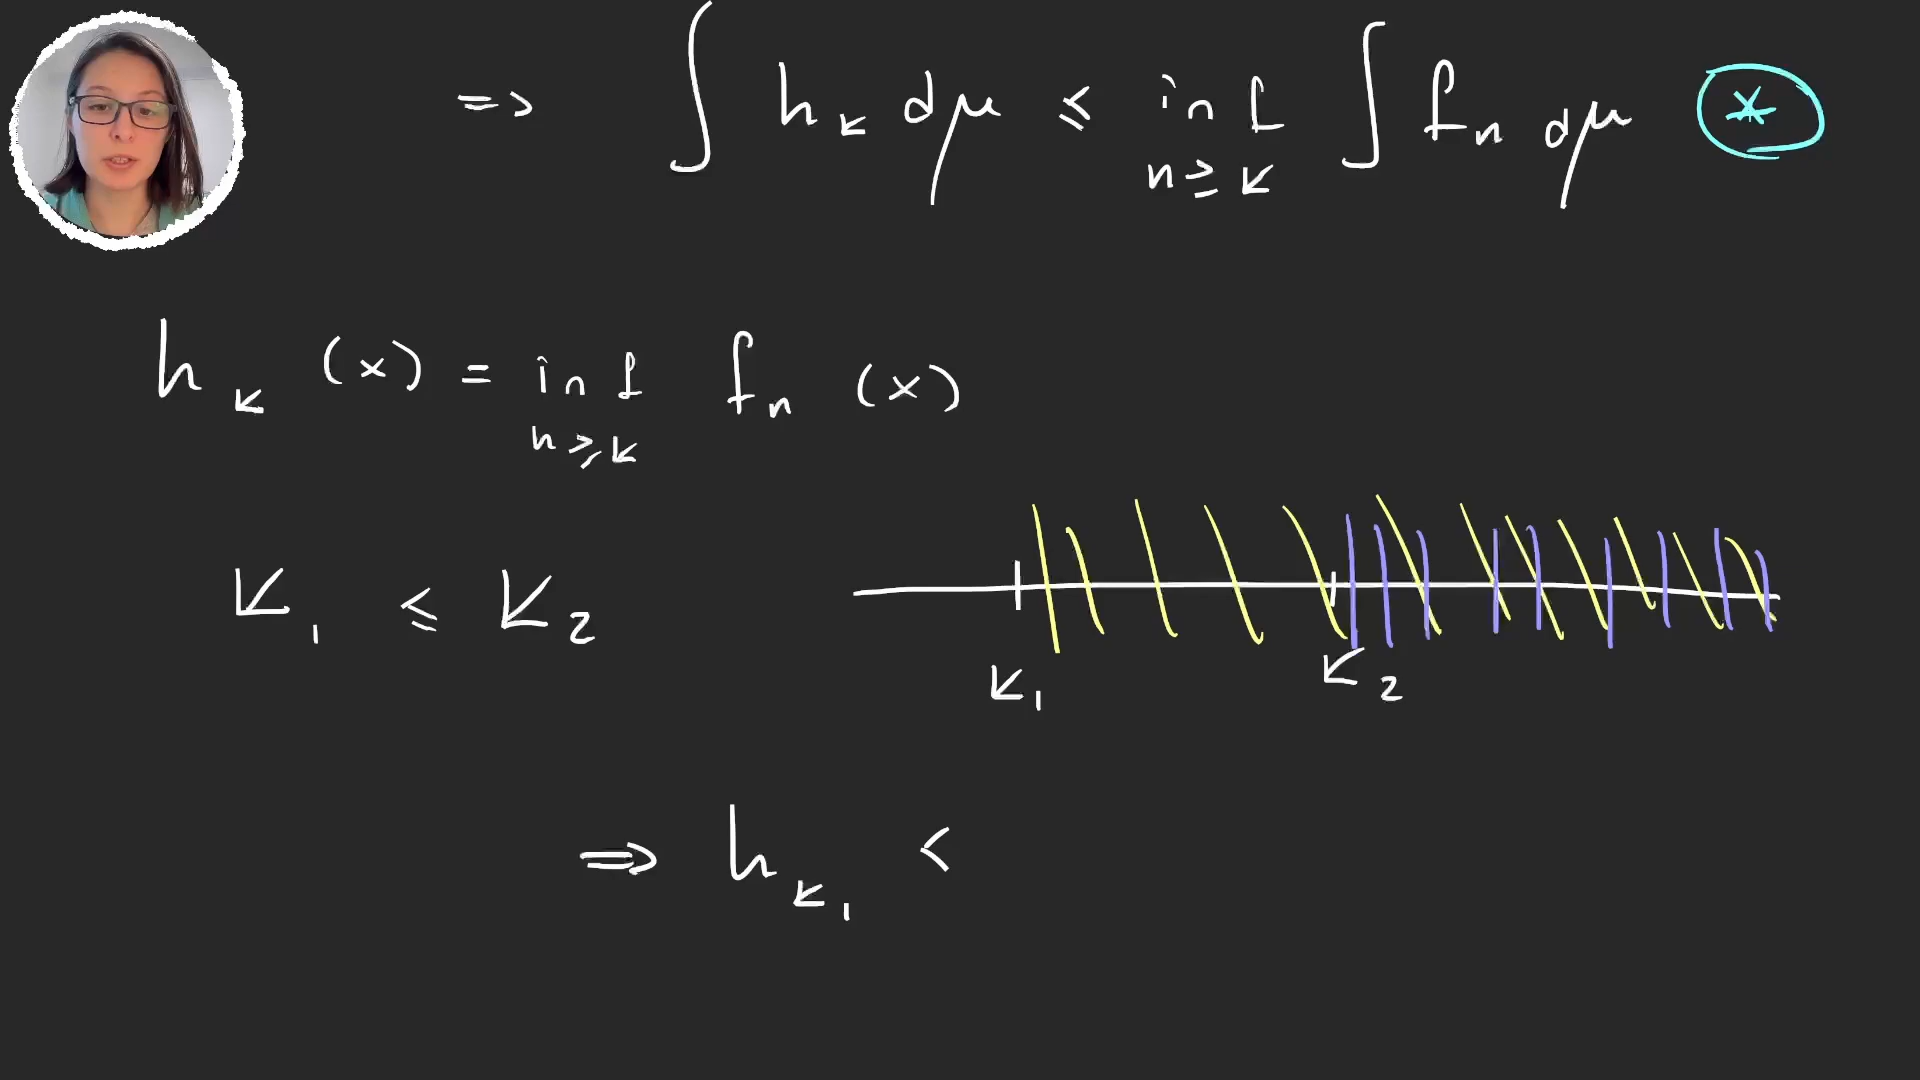 => ∫ h_k dμ ≤ inf_{n≥k} ∫ f_n dμ *
h_k (x) = inf_{n≥k} f_n (x)
k_1 ≤ k_2
k_1 k_2
=> h_{k_1} <